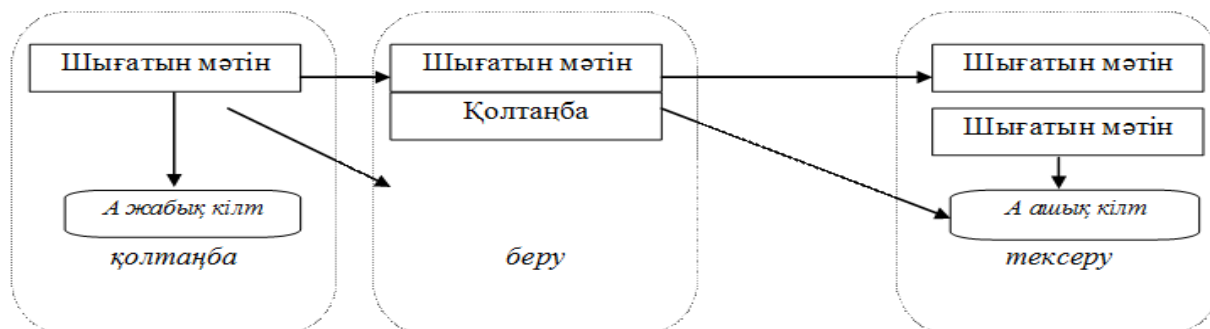 Шығатын мәтін
А жабық кілт
қолтаңба
Шығатын мәтін
Қолтаңба
беру
Шығатын мәтін
Шығатын мәтін
А ашық кілт
тексеру